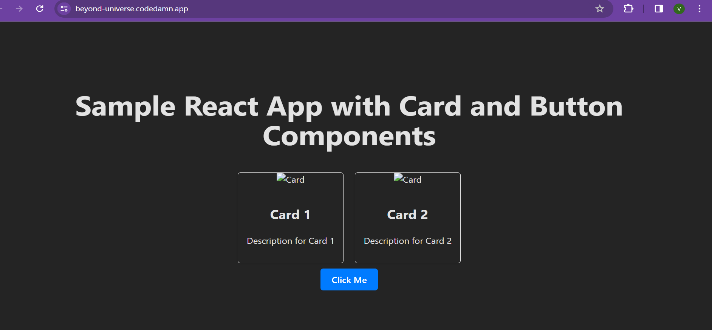 beyond-universe.codedamn.app
V
Sample React App with Card and Button
Components
Card
Card
Card 1
Card 2
Description for Card 1
Description for Card 2
Click Me